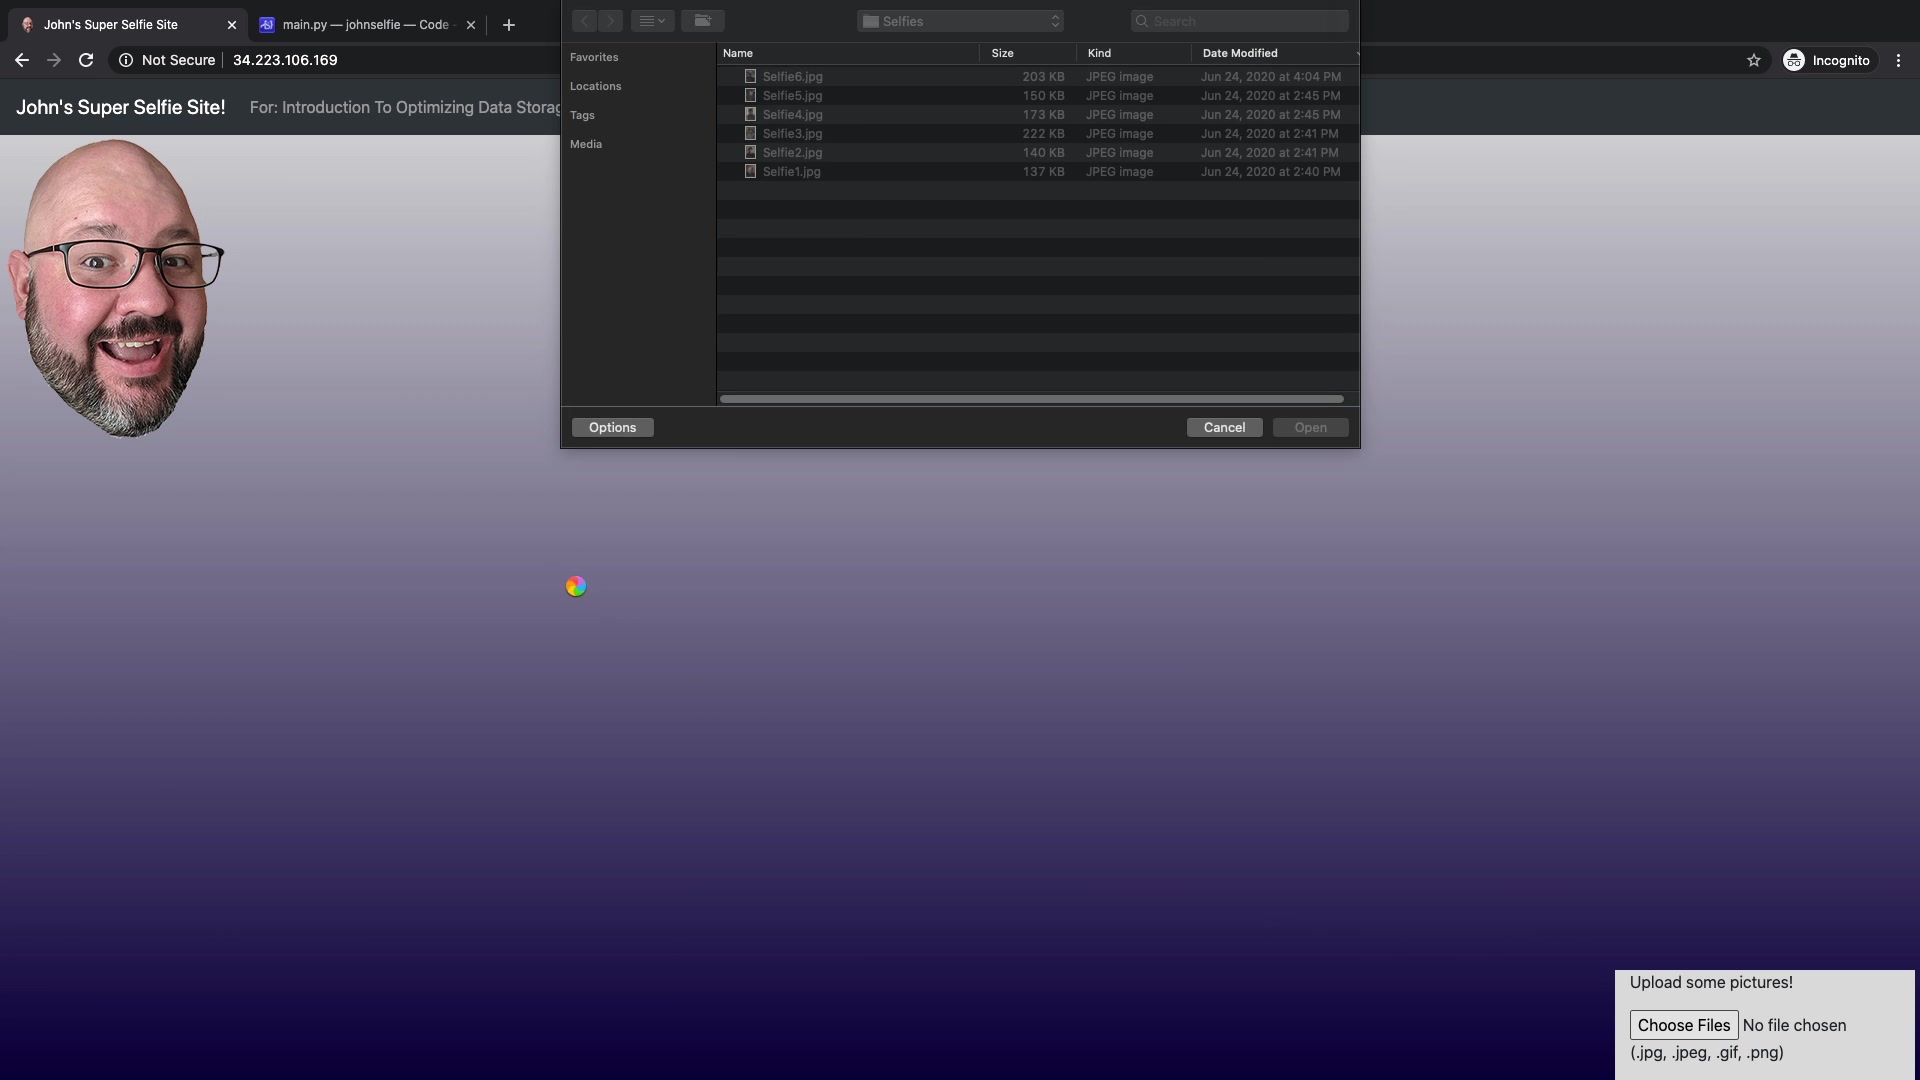 John's Super Selfie Site
main.py — johnselfie — Code -
Not Secure
34.223.106.169
Incognito
John's Super Selfie Site!
For: Introduction To Optimizing Data Storag
Selfies
Search
Favorites
Locations
Tags
Media
Name Size Kind Date Modified
Selfie6.jpg 203 KB JPEG image Jun 24, 2020 at 4:04 PM
Selfie5.jpg 150 KB JPEG image Jun 24, 2020 at 2:45 PM
Selfie4.jpg 173 KB JPEG image Jun 24, 2020 at 2:45 PM
Selfie3.jpg 222 KB JPEG image Jun 24, 2020 at 2:41 PM
Selfie2.jpg 140 KB JPEG image Jun 24, 2020 at 2:41 PM
Selfie1.jpg 137 KB JPEG image Jun 24, 2020 at 2:40 PM
Options
Cancel
Open
Upload some pictures!
Choose Files No file chosen
(.jpg, .jpeg, .gif, .png)